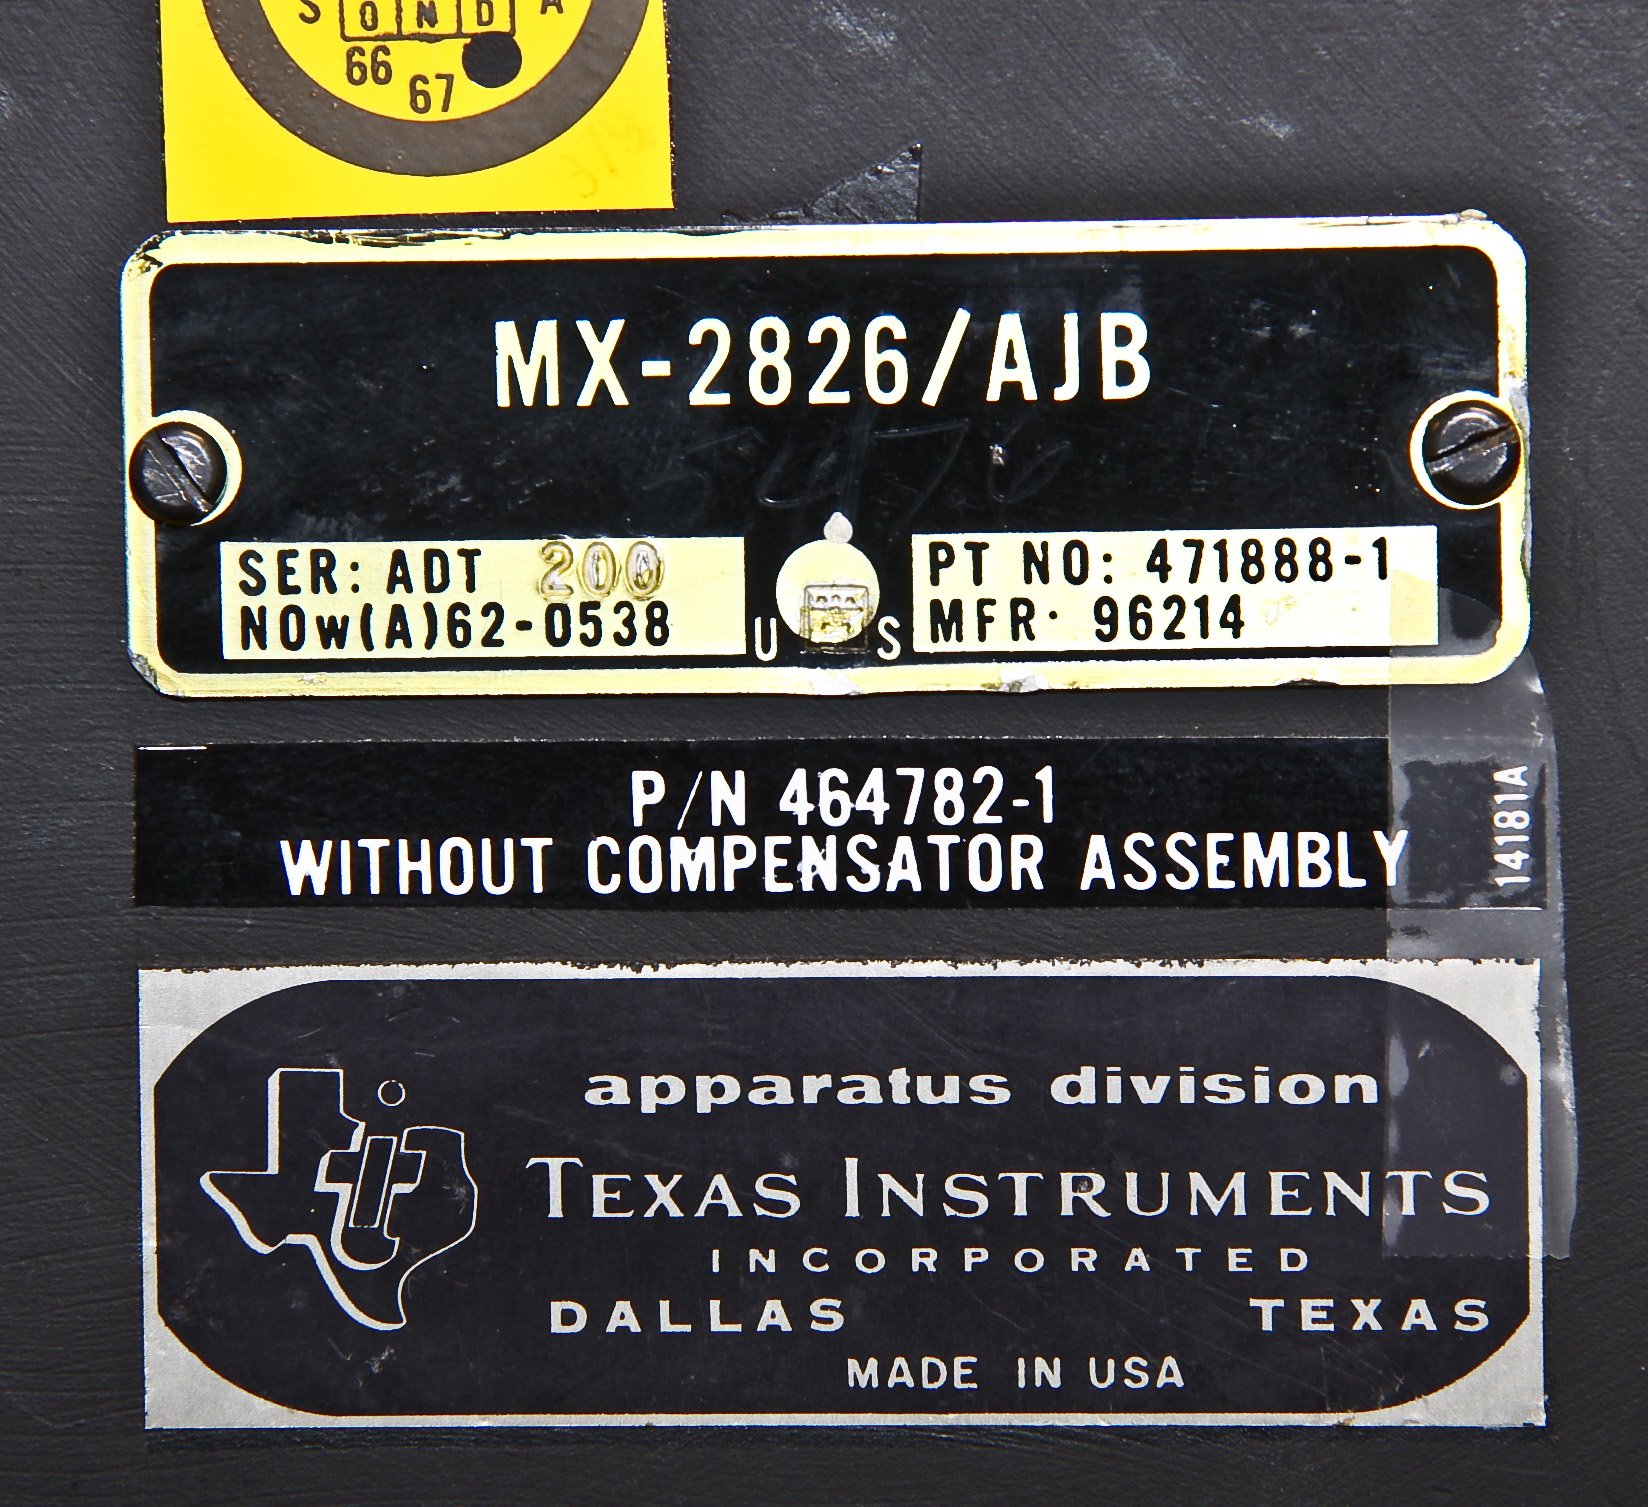 S O N D A
66 67
MX-2826/AJB
5476
SER: ADT 200
NOw(A)62-0538
U S
PT NO: 471888-1
MFR· 96214
P/N 464782-1
WITHOUT COMPENSATOR ASSEMBLY
14181A
apparatus division
TEXAS INSTRUMENTS
INCORPORATED
DALLAS TEXAS
MADE IN USA